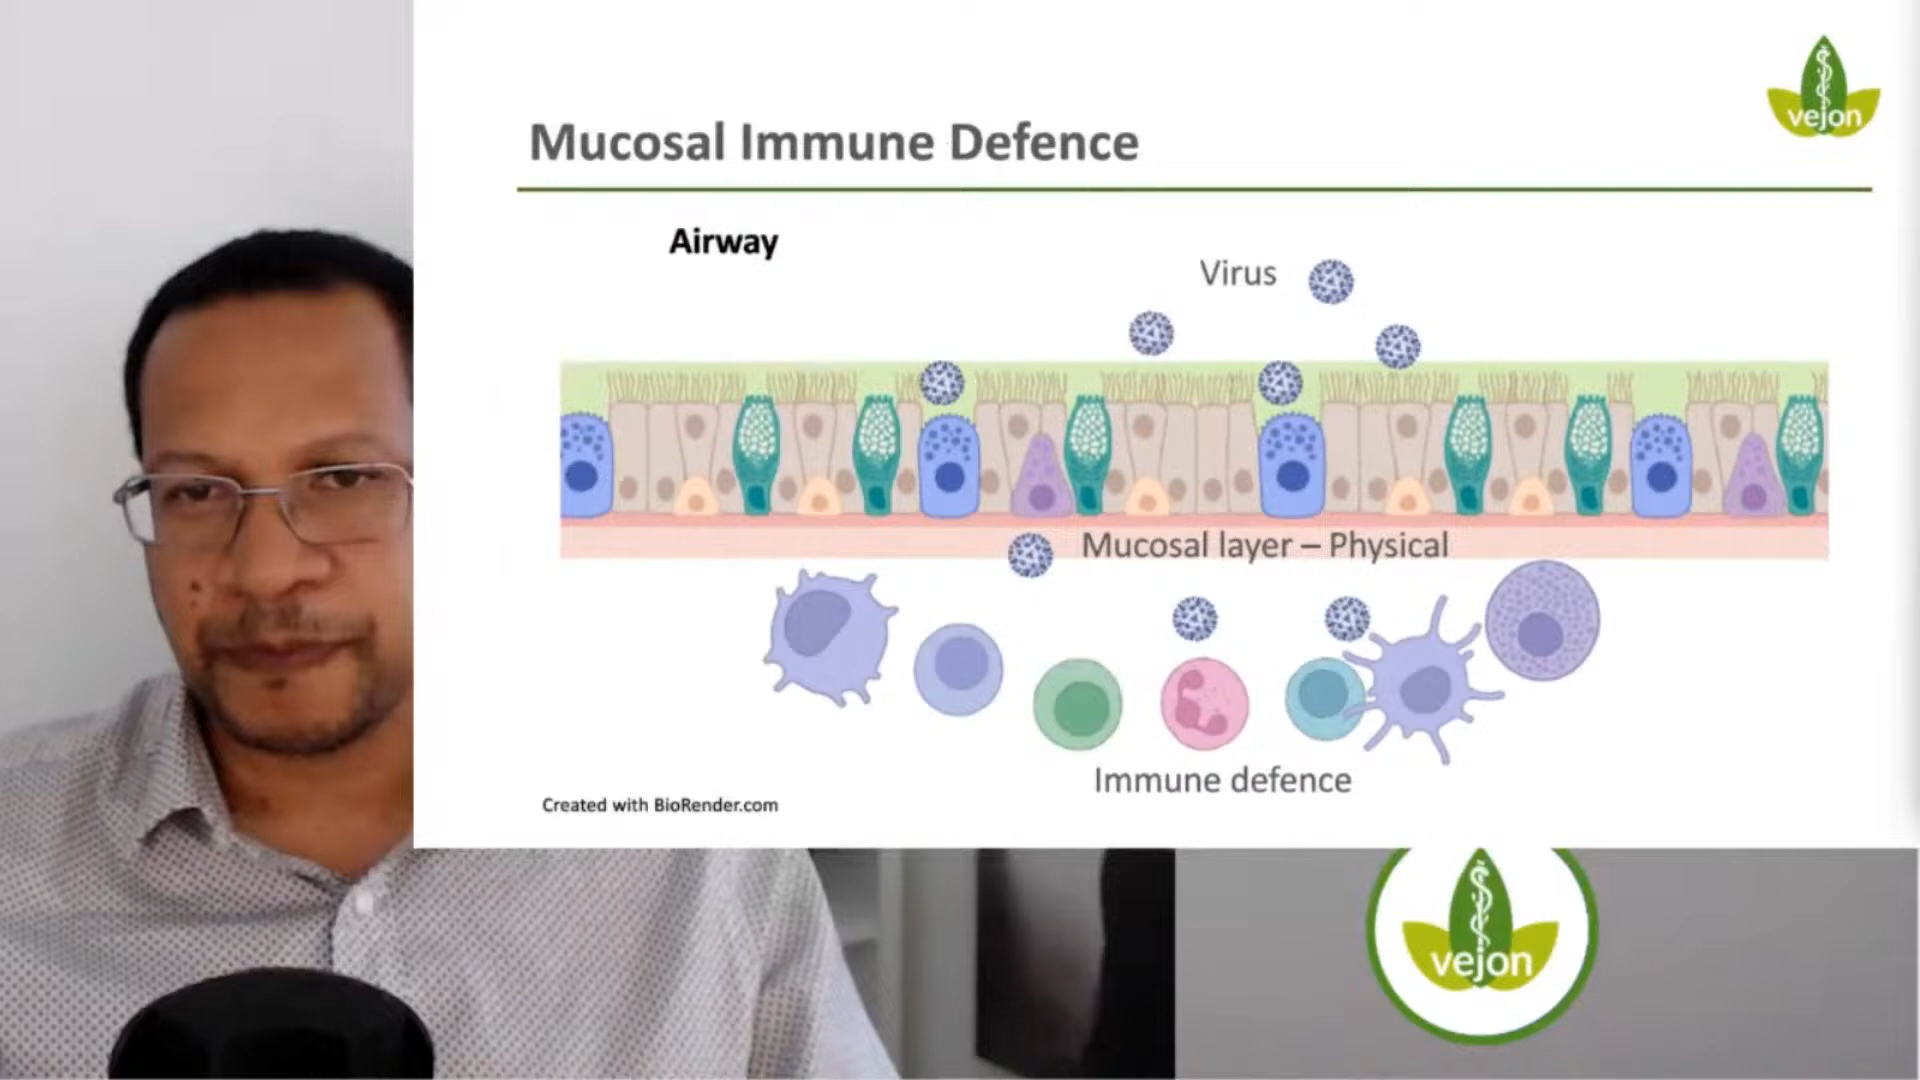 vejon
Mucosal Immune Defence
Airway
Virus
Mucosal layer – Physical
Immune defence
Created with BioRender.com
vejon